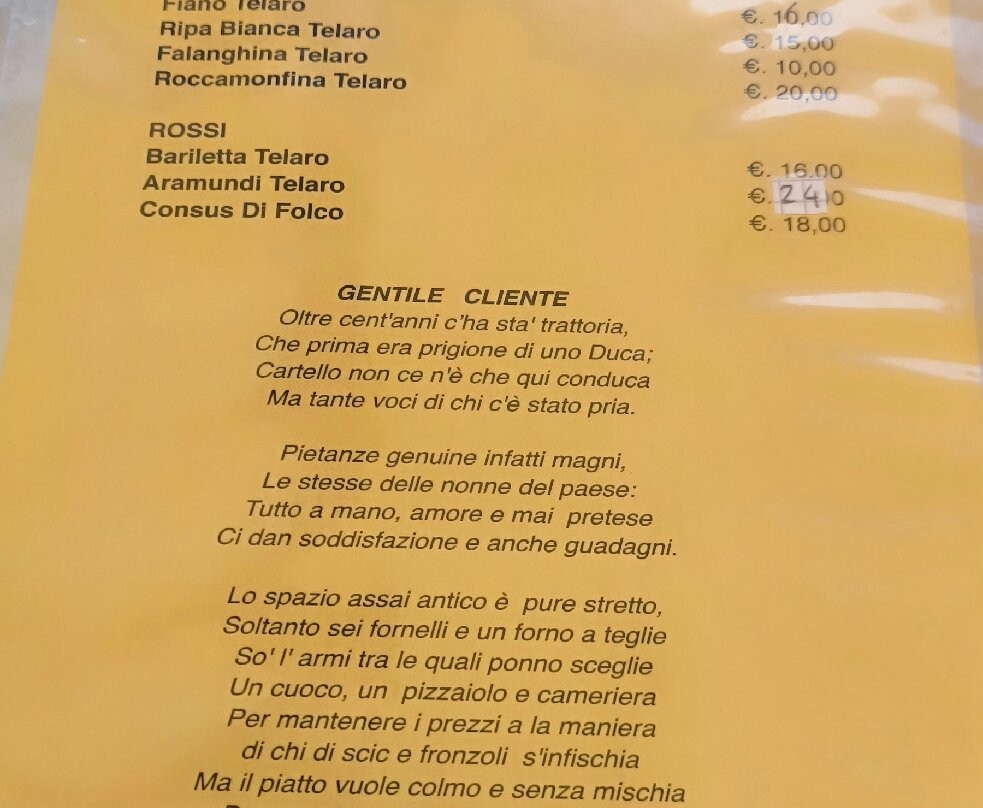 Fiano Telaro €. 16,00
Ripa Bianca Telaro €. 15,00
Falanghina Telaro €. 10,00
Roccamonfina Telaro €. 20,00
ROSSI
Bariletta Telaro €. 16.00
Aramundi Telaro €. 24 0
Consus Di Folco €. 18,00
GENTILE CLIENTE
Oltre cent'anni c'ha sta' trattoria,
Che prima era prigione di uno Duca;
Cartello non ce n'è che qui conduca
Ma tante voci di chi c'è stato pria.
Pietanze genuine infatti magni,
Le stesse delle nonne del paese:
Tutto a mano, amore e mai pretese
Ci dan soddisfazione e anche guadagni.
Lo spazio assai antico è pure stretto,
Soltanto sei fornelli e un forno a teglie
So' l' armi tra le quali ponno sceglie
Un cuoco, un pizzaiolo e cameriera
Per mantenere i prezzi a la maniera
di chi di scic e fronzoli s'infischia
Ma il piatto vuole colmo e senza mischia